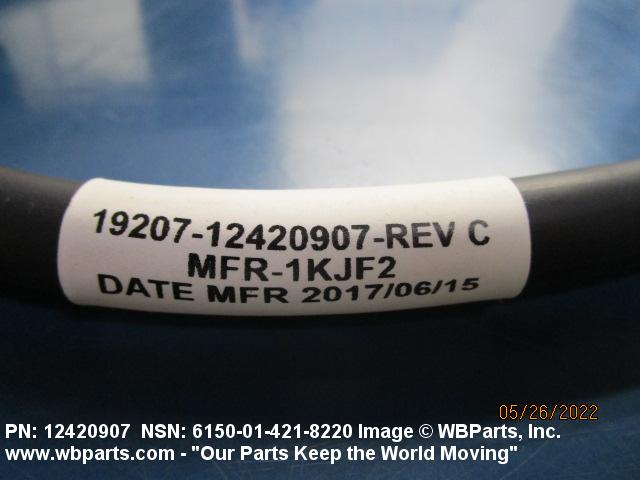 19207-12420907-REV C
MFR-1KJF2
DATE MFR 2017/06/15
05/26/2022
PN: 12420907 NSN: 6150-01-421-8220 Image © WBParts, Inc.
www.wbparts.com - "Our Parts Keep the World Moving"